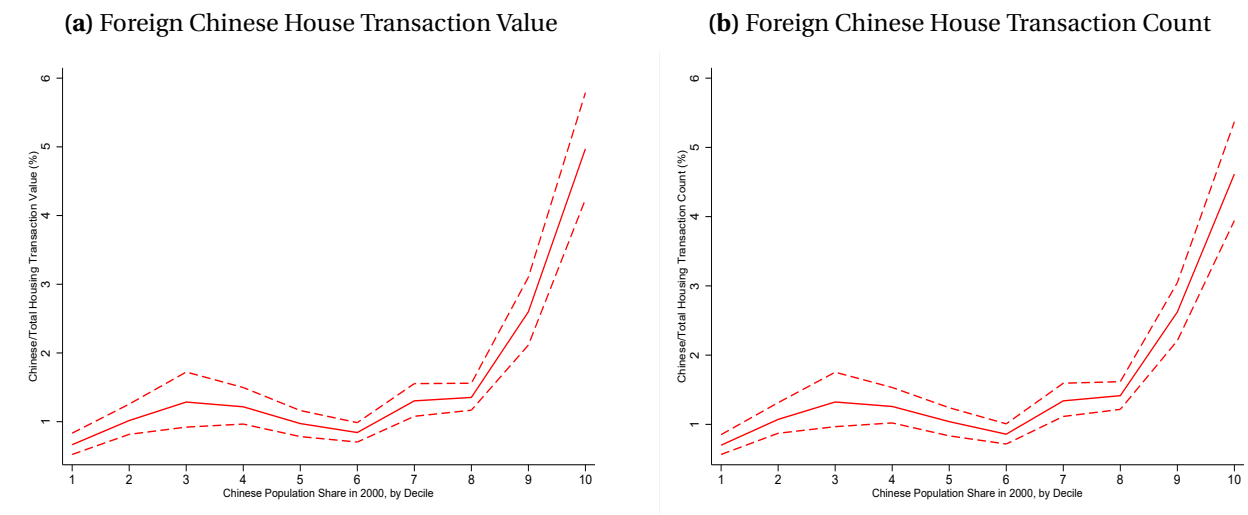 (a) Foreign Chinese House Transaction Value
Chinese/Total Housing Transaction Value (%)
6
5
4
3
2
1
1 2 3 4 5 6 7 8 9 10
Chinese Population Share in 2000, by Decile
(b) Foreign Chinese House Transaction Count
Chinese/Total Housing Transaction Count (%)
6
5
4
3
2
1
1 2 3 4 5 6 7 8 9 10
Chinese Population Share in 2000, by Decile